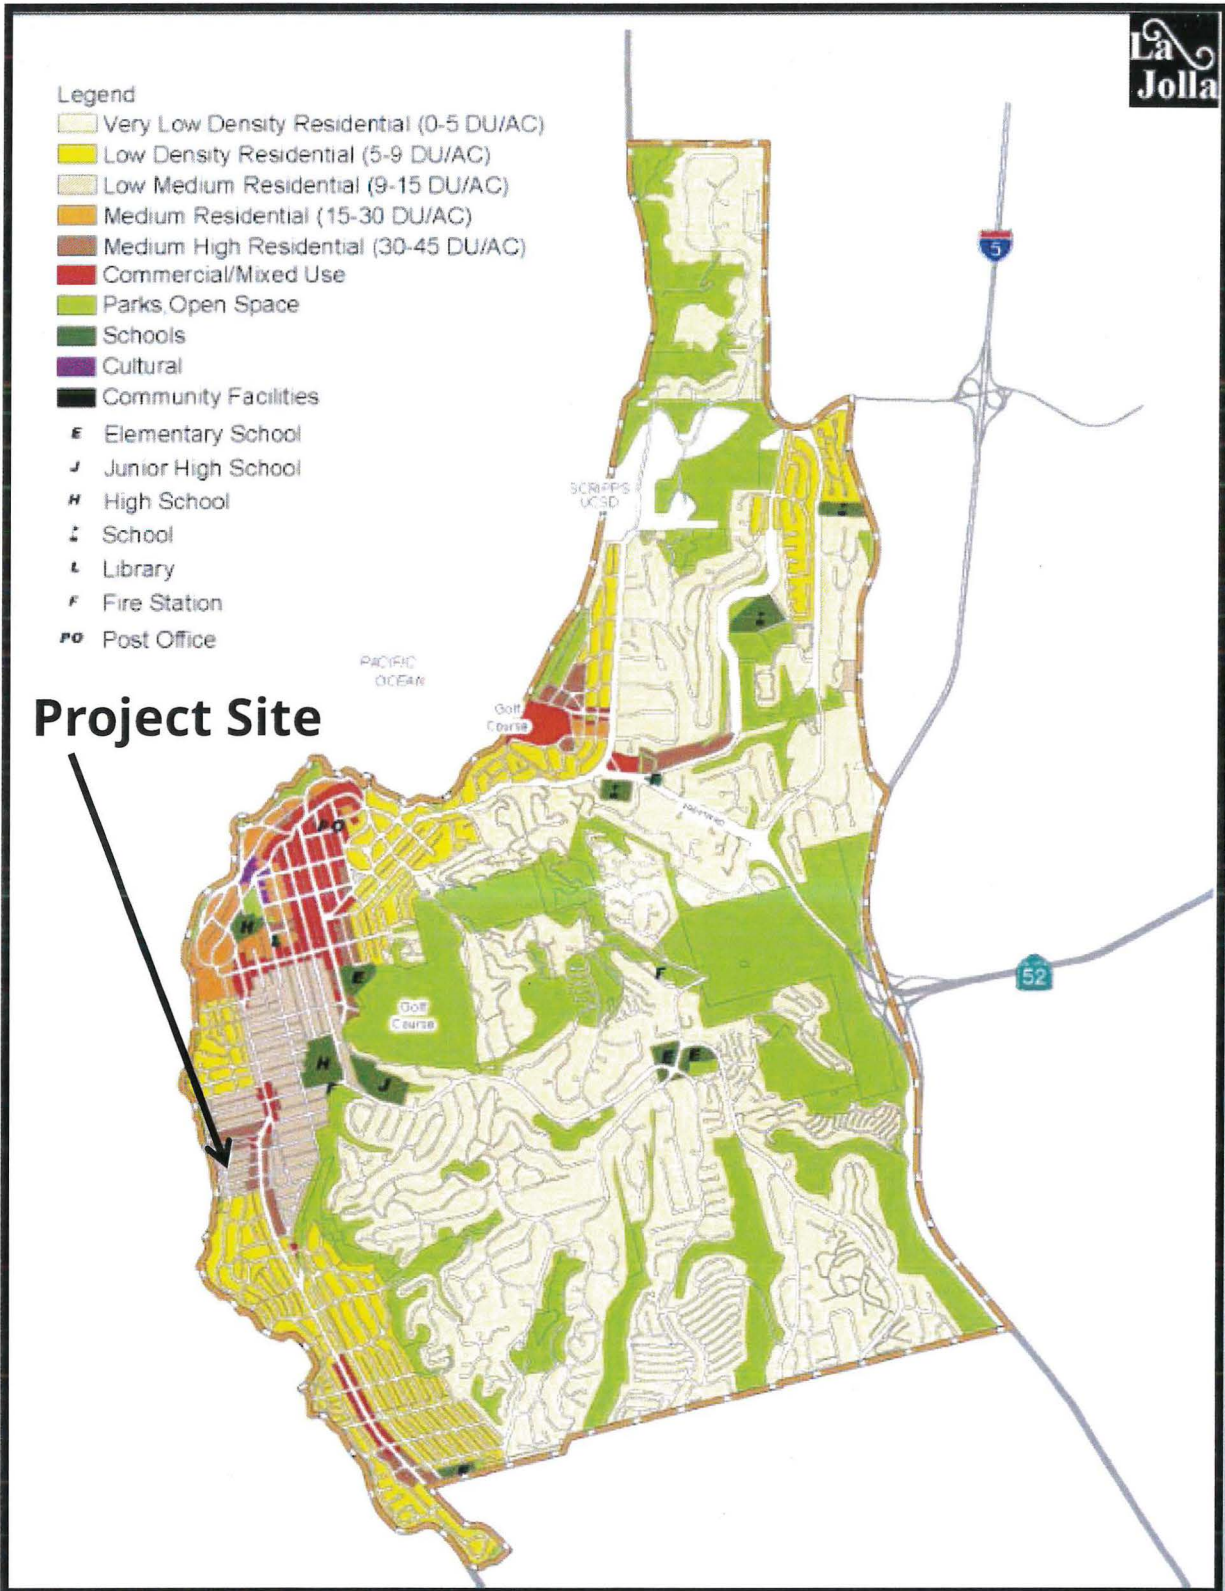 La
Jolla
Legend
Very Low Density Residential (0-5 DU/AC)
Low Density Residential (5-9 DU/AC)
Low Medium Residential (9-15 DU/AC)
Medium Residential (15-30 DU/AC)
Medium High Residential (30-45 DU/AC)
Commercial/Mixed Use
Parks,Open Space
Schools
Cultural
Community Facilities
E Elementary School
J Junior High School
H High School
School
L Library
F Fire Station
PO Post Office
5
SCRIPPS
UCSD
PACIFIC
OCEAN
Project Site
Golf
Course
PO
H
L
E
F
52
Golf
Course
H
J
E E
F